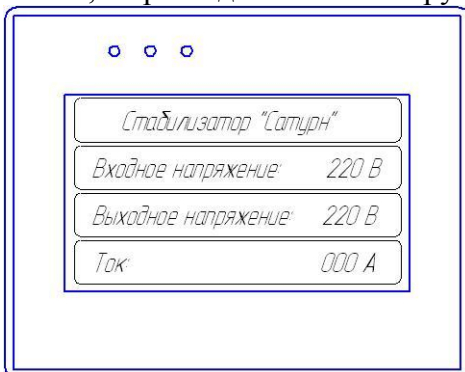 Стабилизатор "Сатурн"
Входное напряжение: 220 В
Выходное напряжение: 220 В
Ток: 000 А